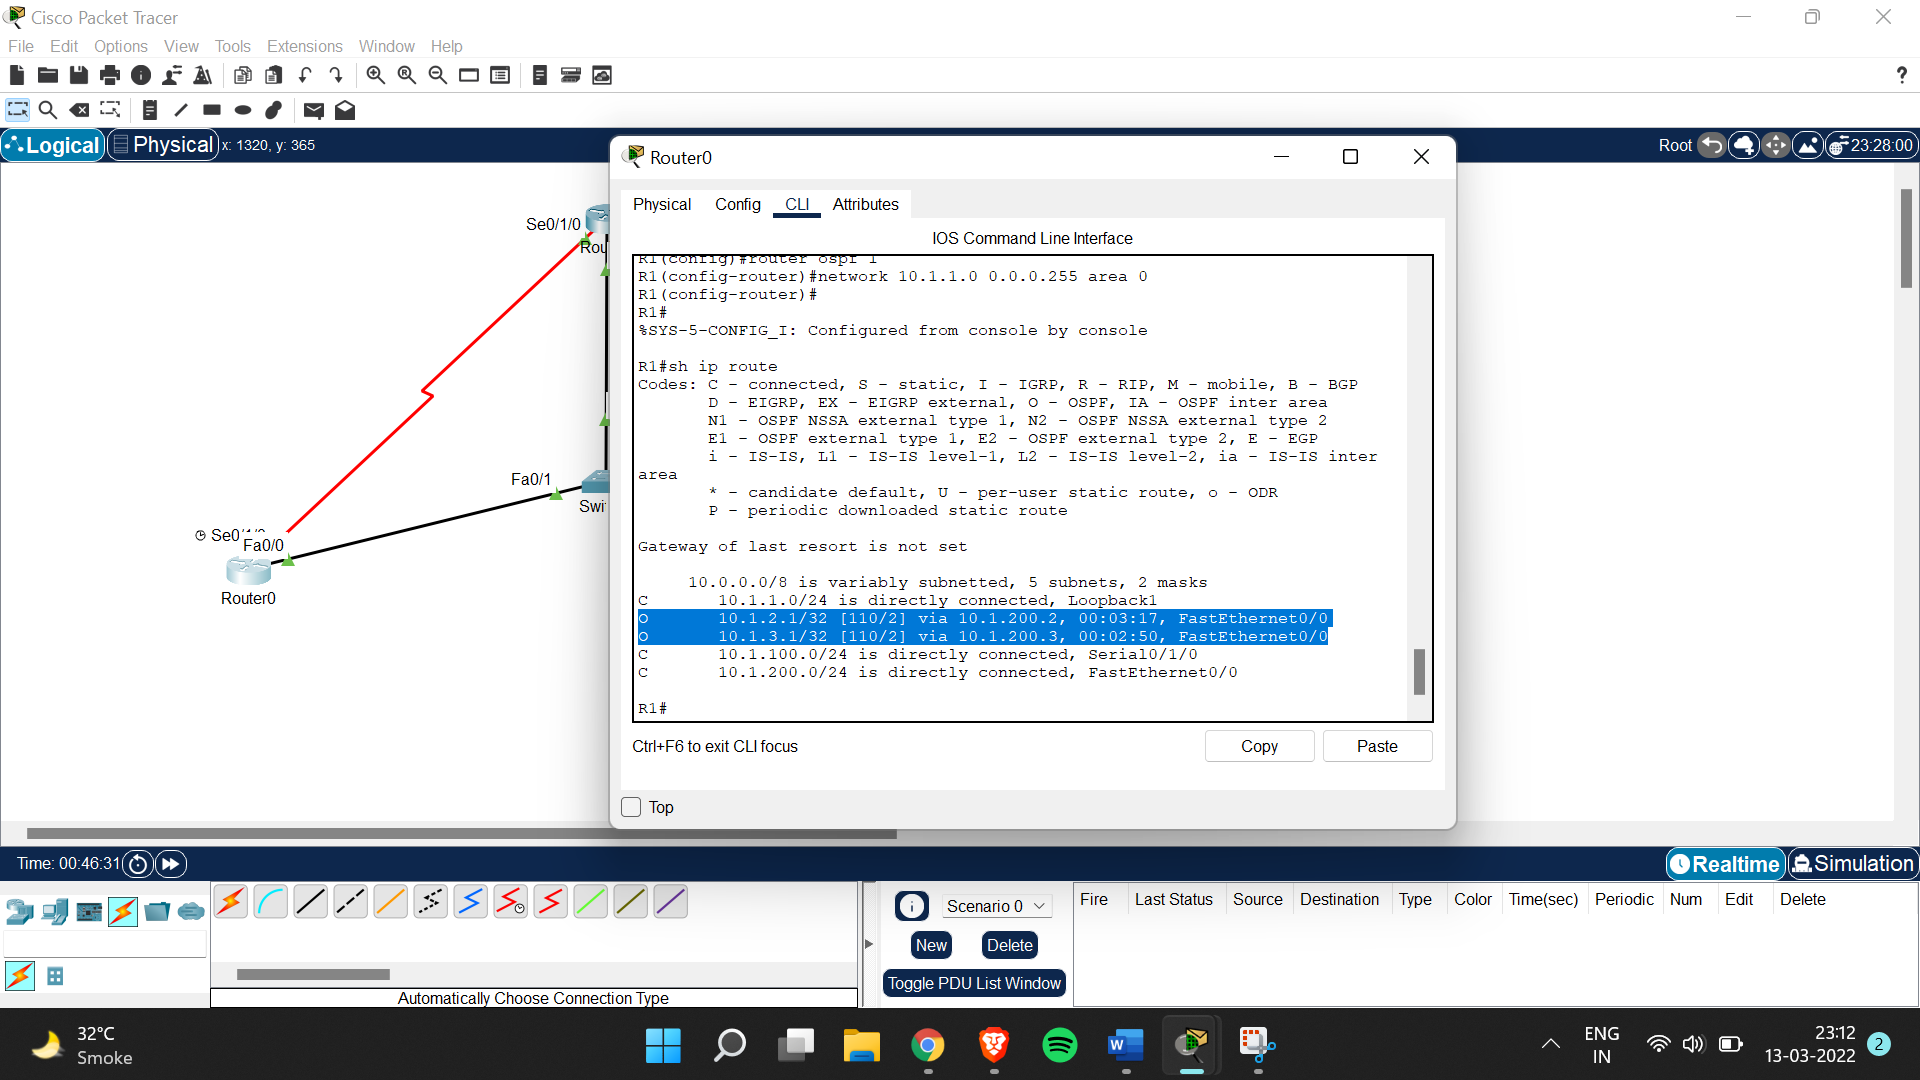 Cisco Packet Tracer
File Edit Options View Tools Extensions Window Help
?
Logical Physical x: 1320, y: 365
Root 23:28:00
Router0
Physical Config CLI Attributes
IOS Command Line Interface
R1(config)#router ospf 1
R1(config-router)#network 10.1.1.0 0.0.0.255 area 0
R1(config-router)#
R1#
%SYS-5-CONFIG_I: Configured from console by console
R1#sh ip route
Codes: C - connected, S - static, I - IGRP, R - RIP, M - mobile, B - BGP
D - EIGRP, EX - EIGRP external, O - OSPF, IA - OSPF inter area
N1 - OSPF NSSA external type 1, N2 - OSPF NSSA external type 2
E1 - OSPF external type 1, E2 - OSPF external type 2, E - EGP
i - IS-IS, L1 - IS-IS level-1, L2 - IS-IS level-2, ia - IS-IS inter
area
* - candidate default, U - per-user static route, o - ODR
P - periodic downloaded static route
Gateway of last resort is not set
10.0.0.0/8 is variably subnetted, 5 subnets, 2 masks
C 10.1.1.0/24 is directly connected, Loopback1
O 10.1.2.1/32 [110/2] via 10.1.200.2, 00:03:17, FastEthernet0/0
O 10.1.3.1/32 [110/2] via 10.1.200.3, 00:02:50, FastEthernet0/0
C 10.1.100.0/24 is directly connected, Serial0/1/0
C 10.1.200.0/24 is directly connected, FastEthernet0/0
R1#
Ctrl+F6 to exit CLI focus
Copy Paste
Top
Se0/1/0
Rou
Fa0/1
Swi
Se0
Fa0/0
Router0
Time: 00:46:31
Realtime Simulation
Automatically Choose Connection Type
Scenario 0
New Delete
Toggle PDU List Window
Fire Last Status Source Destination Type Color Time(sec) Periodic Num Edit Delete
32°C
Smoke
ENG
IN
23:12
13-03-2022
2